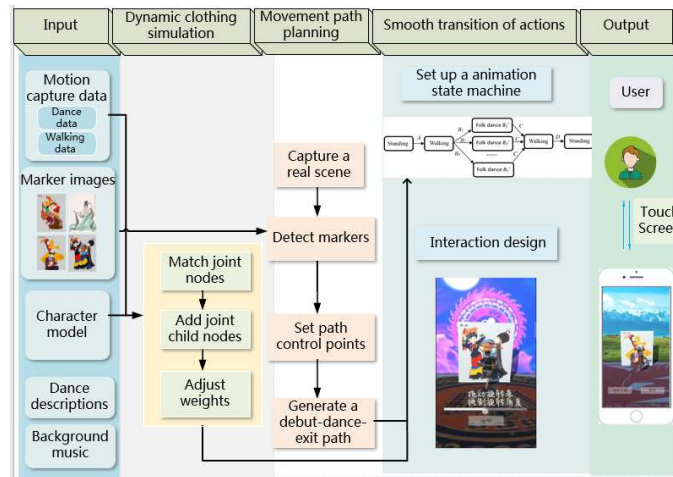 Input
Dynamic clothing
simulation
Movement path
planning
Smooth transition of actions
Output
Motion
capture data
Dance
data
Walking
data
Marker images
Character
model
Dance
descriptions
Background
music
Match joint
nodes
Add joint
child nodes
Adjust
weights
Capture a
real scene
Detect markers
Set path
control points
Generate a
debut-dance-
exit path
Set up a animation
state machine
Standing
A
Walking
Folk dance
Folk dance
Folk dance
Walking
D
Standing
Interaction design
User
Touch
Screen